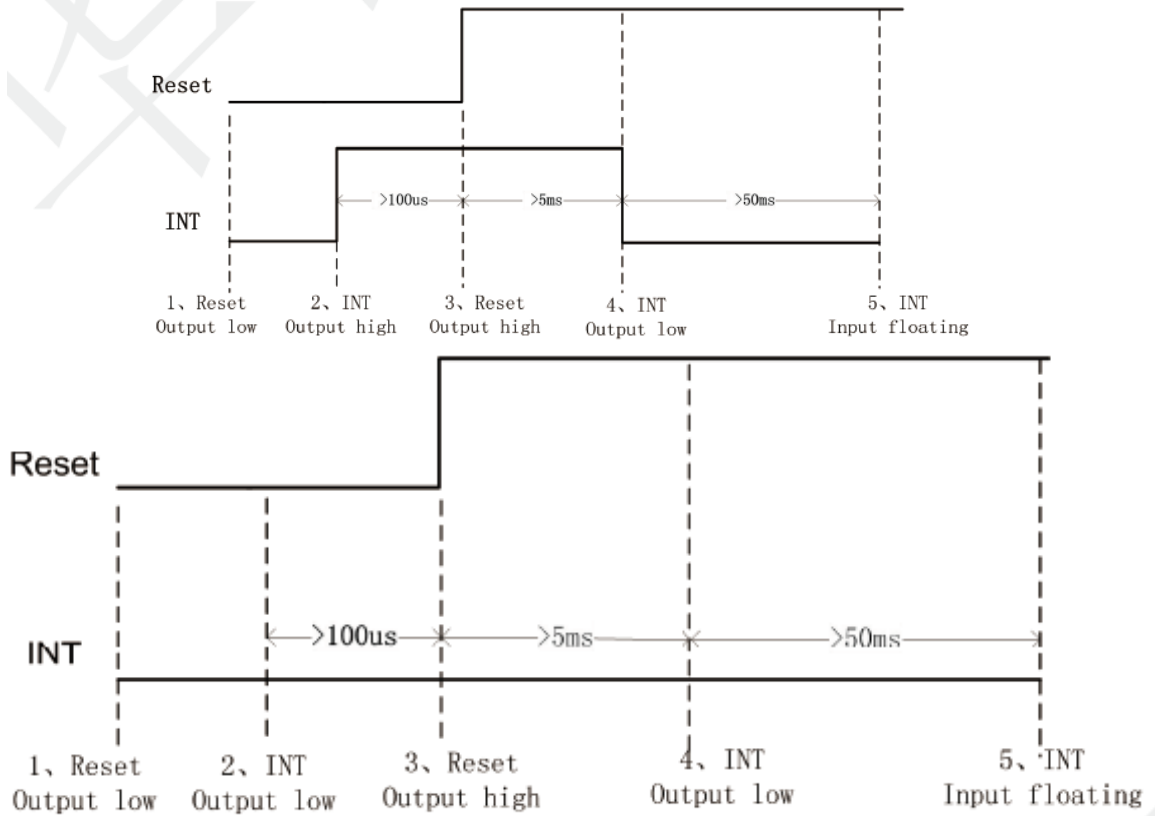 Reset
>100us
>5ms
>50ms
INT
1、Reset
Output low
2、INT
Output high
3、Reset
Output high
4、INT
Output low
5、INT
Input floating
Reset
>100us
>5ms
>50ms
INT
1、Reset
Output low
2、INT
Output low
3、Reset
Output high
4、INT
Output low
5、INT
Input floating